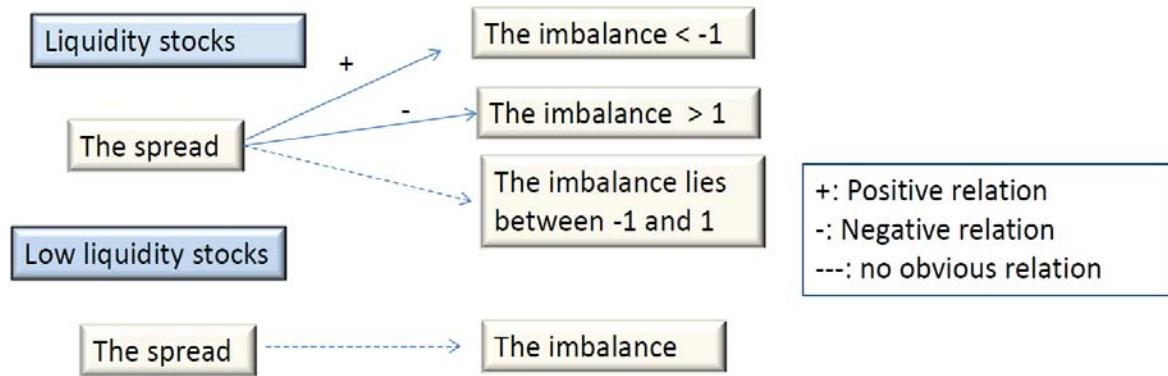 Liquidity stocks
The imbalance < -1
+
-
The imbalance > 1
The spread
The imbalance lies
between -1 and 1
+: Positive relation
-: Negative relation
---: no obvious relation
Low liquidity stocks
The spread
The imbalance